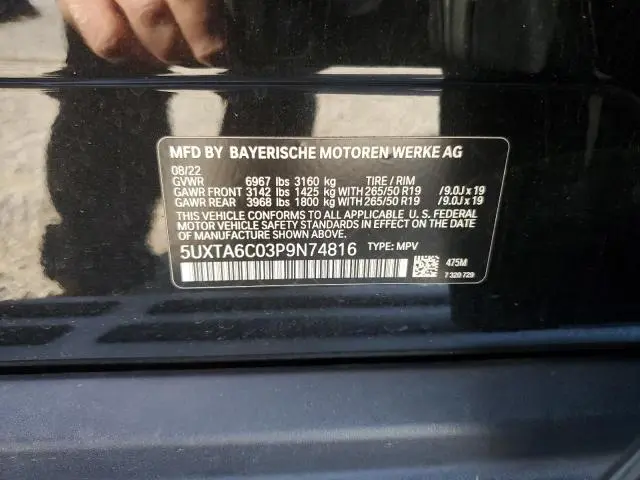 MFD BY BAYERISCHE MOTOREN WERKE AG
08/22
GVWR 6967 lbs 3160 kg TIRE / RIM
GAWR FRONT 3142 lbs 1425 kg WITH 265/50 R19 /9.0J x 19
GAWR REAR 3968 lbs 1800 kg WITH 265/50 R19 /9.0J x 19
THIS VEHICLE CONFORMS TO ALL APPLICABLE U. S. FEDERAL
MOTOR VEHICLE SAFETY STANDARDS IN EFFECT ON THE
DATE OF MANUFACTURE SHOWN ABOVE.
5UXTA6C03P9N74816 TYPE: MPV
475M
7 320 729